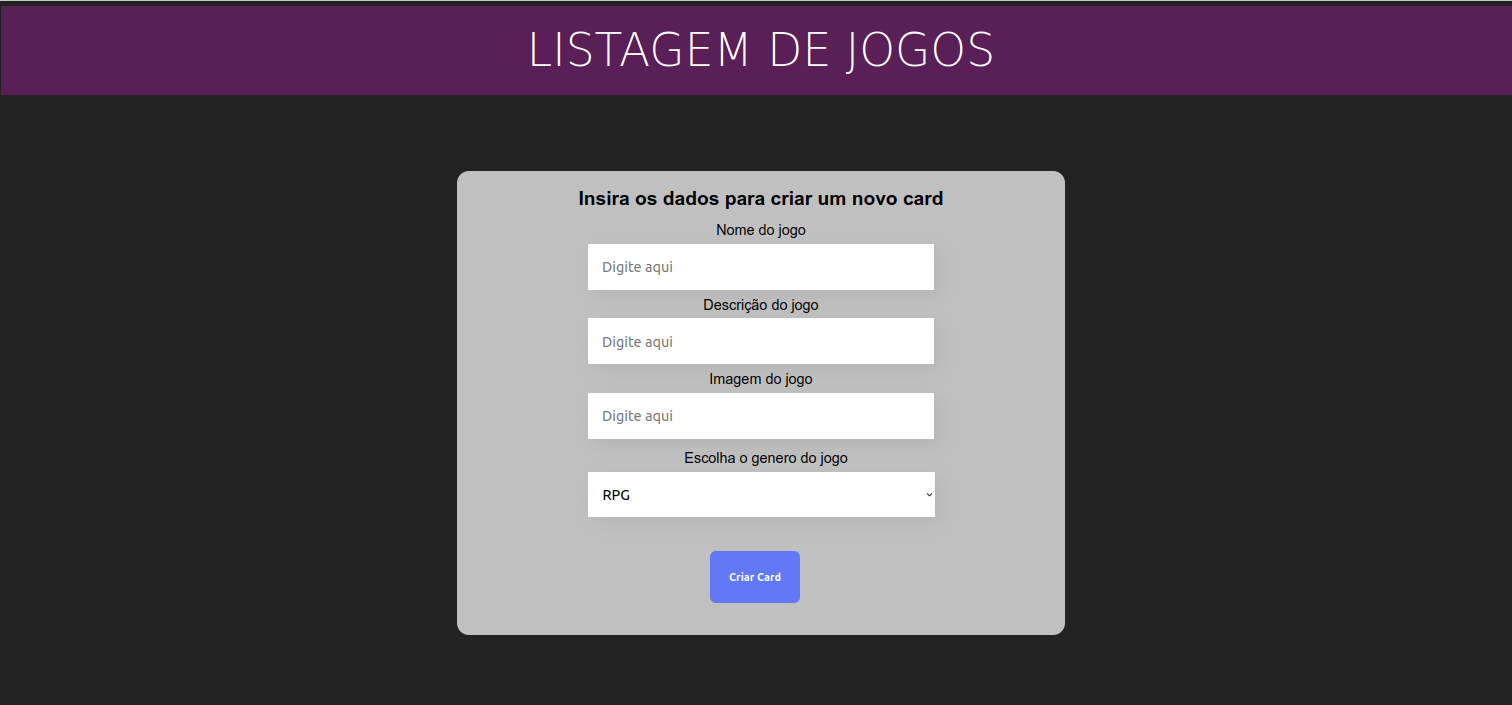 LISTAGEM DE JOGOS
Insira os dados para criar um novo card
Nome do jogo
Digite aqui
Descrição do jogo
Digite aqui
Imagem do jogo
Digite aqui
Escolha o genero do jogo
RPG
Criar Card